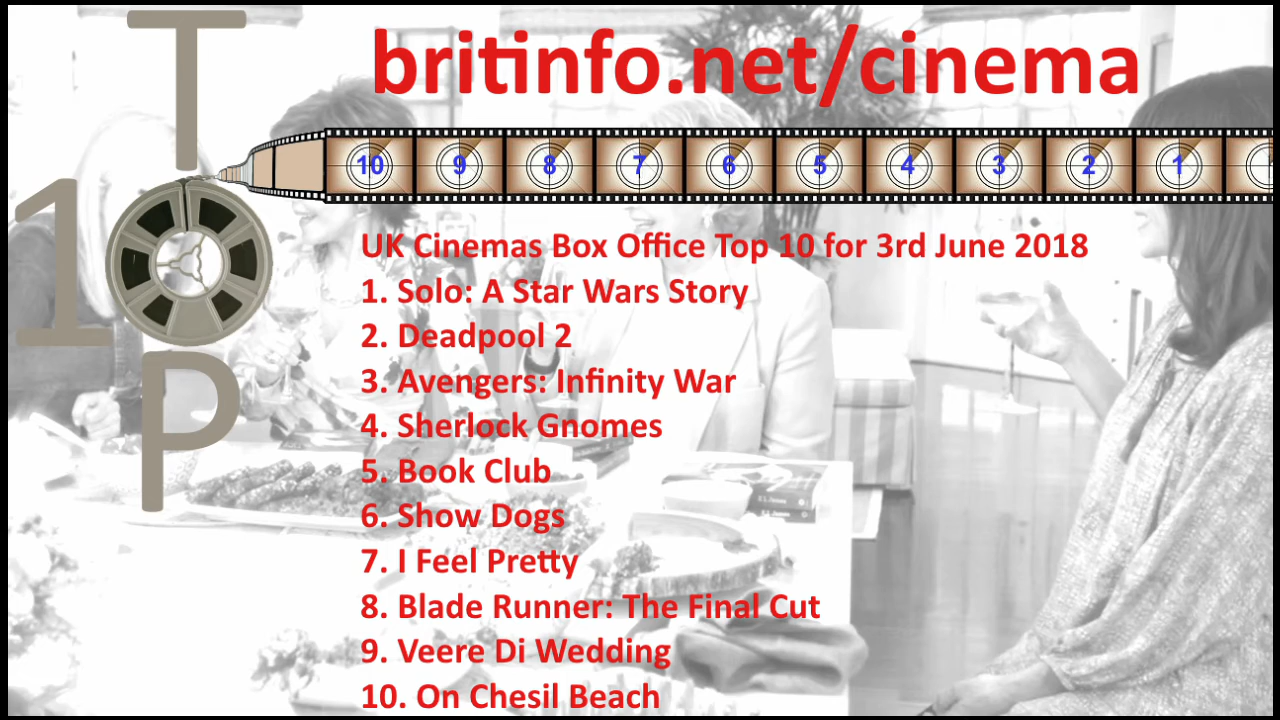 britinfo.net/cinema
T
10
P
10 9 8 7 6 5 4 3 2 1
UK Cinemas Box Office Top 10 for 3rd June 2018
1. Solo: A Star Wars Story
2. Deadpool 2
3. Avengers: Infinity War
4. Sherlock Gnomes
5. Book Club
6. Show Dogs
7. I Feel Pretty
8. Blade Runner: The Final Cut
9. Veere Di Wedding
10. On Chesil Beach